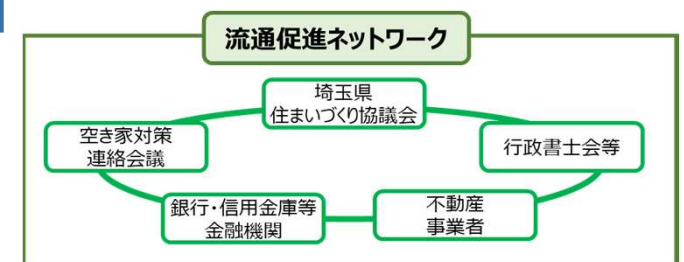 流通促進ネットワーク
埼玉県
住まいづくり協議会
空き家対策
連絡会議
行政書士会等
銀行・信用金庫等
金融機関
不動産
事業者